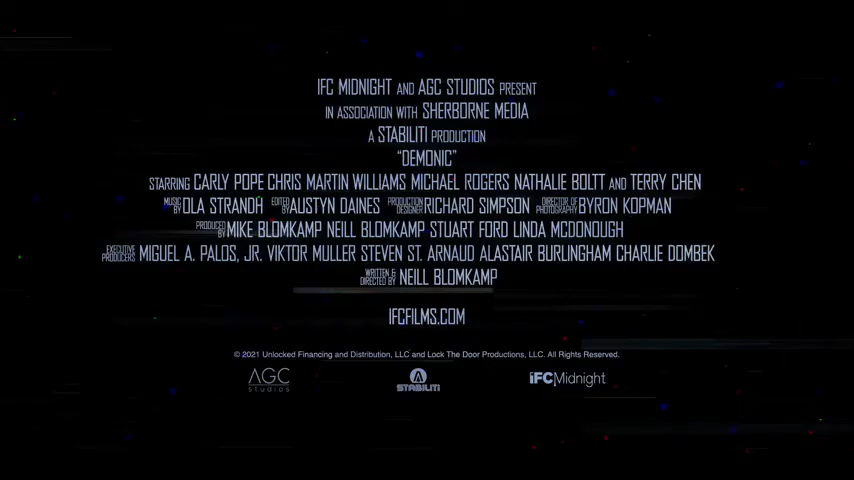 IFC MIDNIGHT AND AGC STUDIOS PRESENT
IN ASSOCIATION WITH SHERBORNE MEDIA
A STABILITI PRODUCTION
“DEMONIC”
STARRING CARLY POPE CHRIS MARTIN WILLIAMS MICHAEL ROGERS NATHALIE BOLTT AND TERRY CHEN
MUSIC BY OLA STRANDH EDITED BY AUSTYN DAINES PRODUCTION DESIGNER RICHARD SIMPSON DIRECTOR OF PHOTOGRAPHY BYRON KOPMAN
PRODUCED BY MIKE BLOMKAMP NEILL BLOMKAMP STUART FORD LINDA MCDONOUGH
EXECUTIVE PRODUCERS MIGUEL A. PALOS, JR. VIKTOR MULLER STEVEN ST. ARNAUD ALASTAIR BURLINGHAM CHARLIE DOMBEK
WRITTEN & DIRECTED BY NEILL BLOMKAMP
IFCFILMS.COM
© 2021 Unlocked Financing and Distribution, LLC and Lock The Door Productions, LLC. All Rights Reserved.
AGC studios STABILITI IFC Midnight